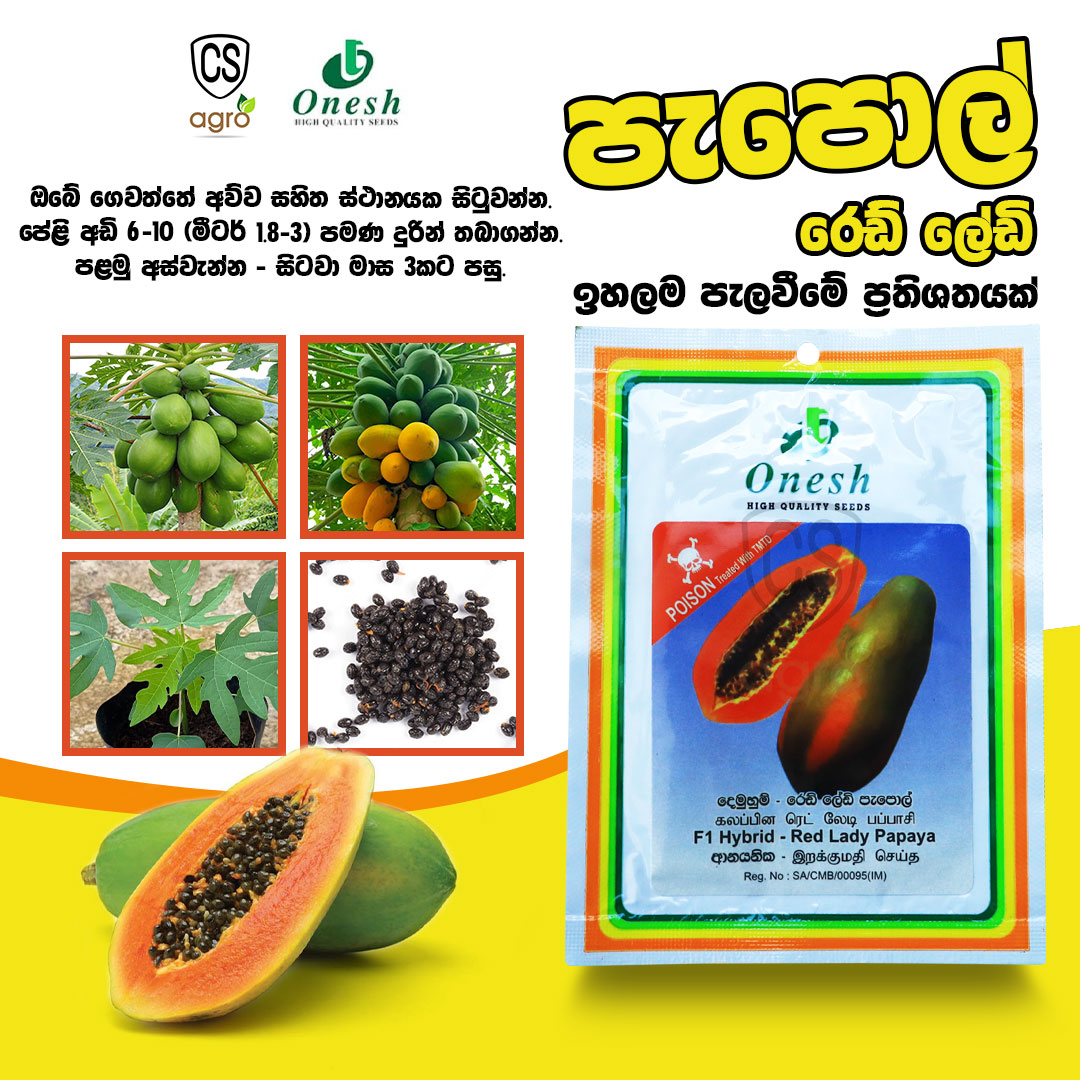 CS
agro
Onesh
HIGH QUALITY SEEDS
පැපොල්
රෙඩ් ලේඩි
ඉහලම පැලවීමේ ප්‍රතිශතයක්
ඔබේ ගෙවත්තේ අව්ව සහිත ස්ථානයක සිටුවන්න.
පේළි අඩි 6-10 (මීටර් 1.8-3) පමණ දුරින් තබාගන්න.
පළමු අස්වැන්න - සිටවා මාස 3කට පසු.
Onesh
HIGH QUALITY SEEDS
CS
agro
POISON Treated With TMTD
දෙමුහුම් - රෙඩ් ලේඩි පැපොල්
கலப்பின ரெட் லேடி பப்பாசி
F1 Hybrid - Red Lady Papaya
ආනයනික - இறக்குமதி செய்த
Reg. No : SA/CMB/00095(IM)